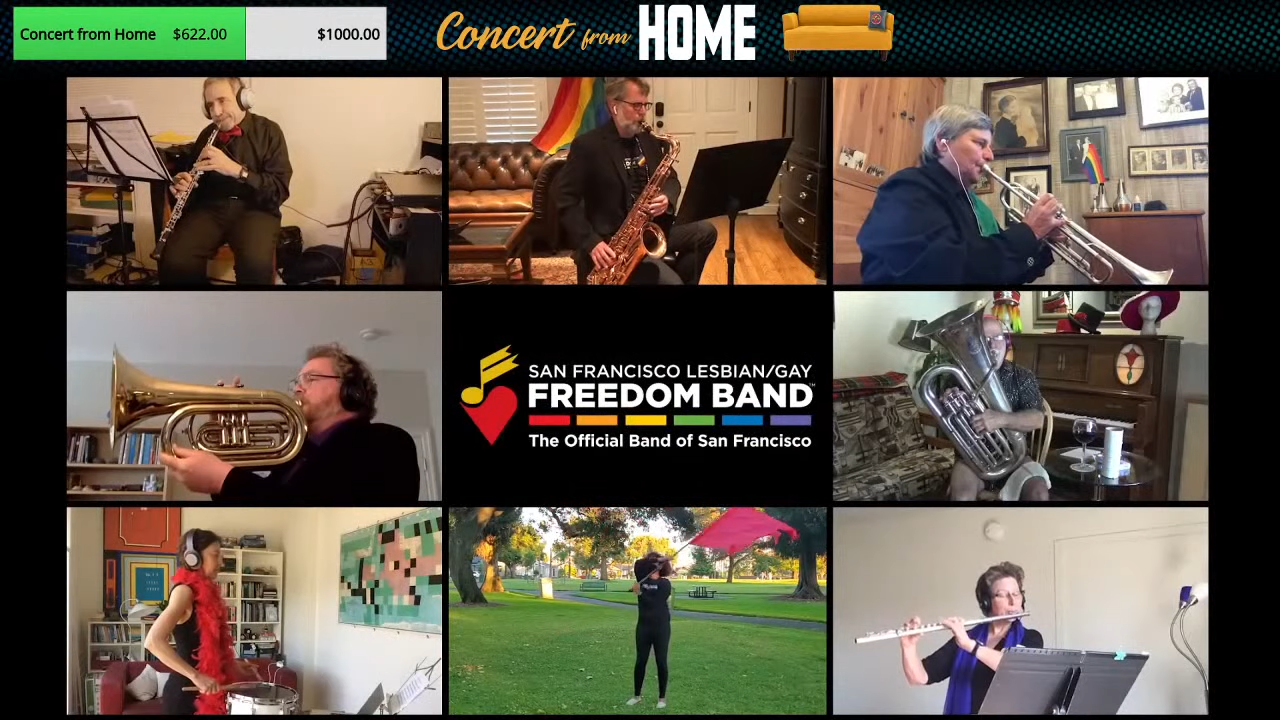 Concert from Home $622.00 $1000.00
Concert from HOME
SAN FRANCISCO LESBIAN/GAY
FREEDOM BAND™
The Official Band of San Francisco